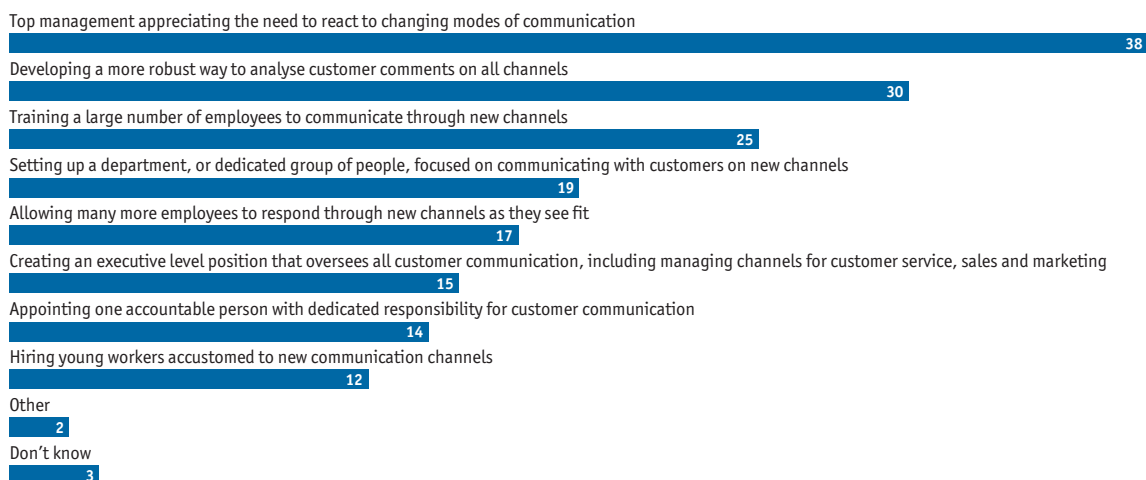 Top management appreciating the need to react to changing modes of communication
38
Developing a more robust way to analyse customer comments on all channels
30
Training a large number of employees to communicate through new channels
25
Setting up a department, or dedicated group of people, focused on communicating with customers on new channels
19
Allowing many more employees to respond through new channels as they see fit
17
Creating an executive level position that oversees all customer communication, including managing channels for customer service, sales and marketing
15
Appointing one accountable person with dedicated responsibility for customer communication
14
Hiring young workers accustomed to new communication channels
12
Other
2
Don’t know
3